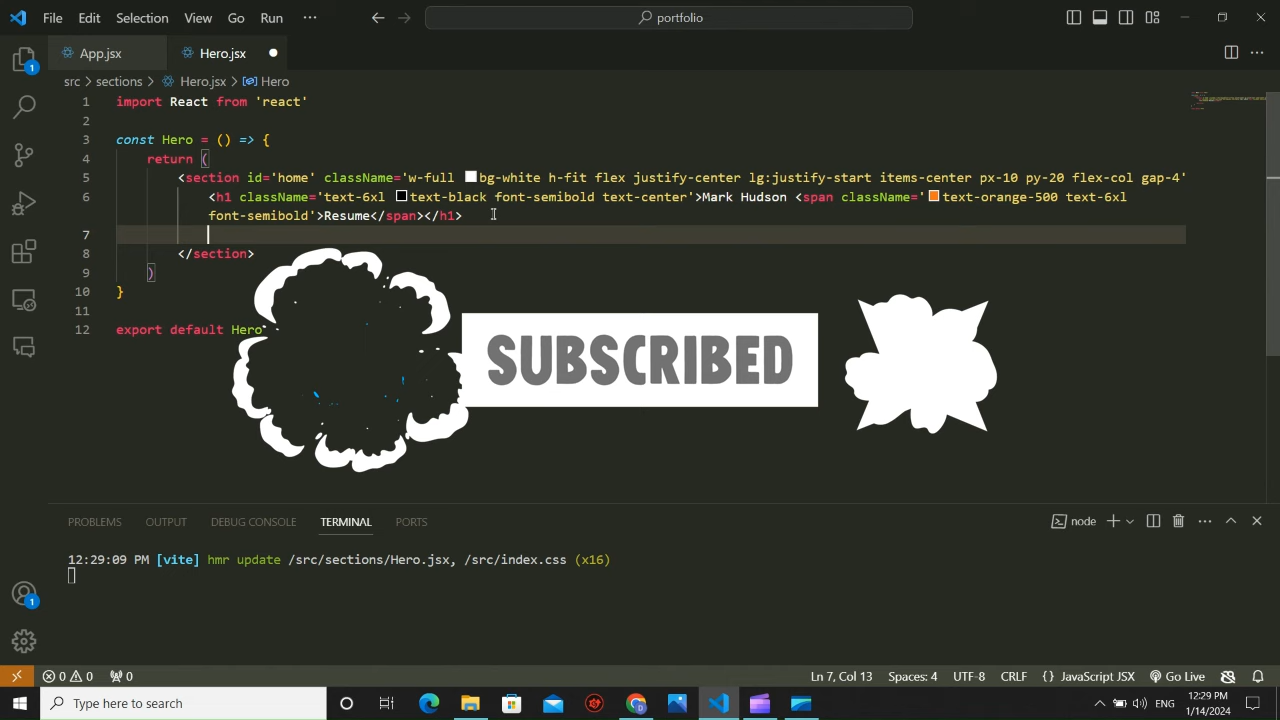 File Edit Selection View Go Run ··· portfolio
App.jsx Hero.jsx
src > sections > Hero.jsx > Hero
1 import React from 'react'
2
3 const Hero = () => {
4 return (
5 <section id='home' className='w-full bg-white h-fit flex justify-center lg:justify-start items-center px-10 py-20 flex-col gap-4'
6 <h1 className='text-6xl text-black font-semibold text-center'>Mark Hudson <span className='text-orange-500 text-6xl
font-semibold'>Resume</span></h1>
7
8 </section>
9 )
10 }
11
12 export default Hero
SUBSCRIBED
PROBLEMS OUTPUT DEBUG CONSOLE TERMINAL PORTS node
12:29:09 PM [vite] hmr update /src/sections/Hero.jsx, /src/index.css (x16)
1
1
0 0 0 Ln 7, Col 13 Spaces: 4 UTF-8 CRLF {} JavaScript JSX Go Live
Type here to search ENG 12:29 PM
1/14/2024